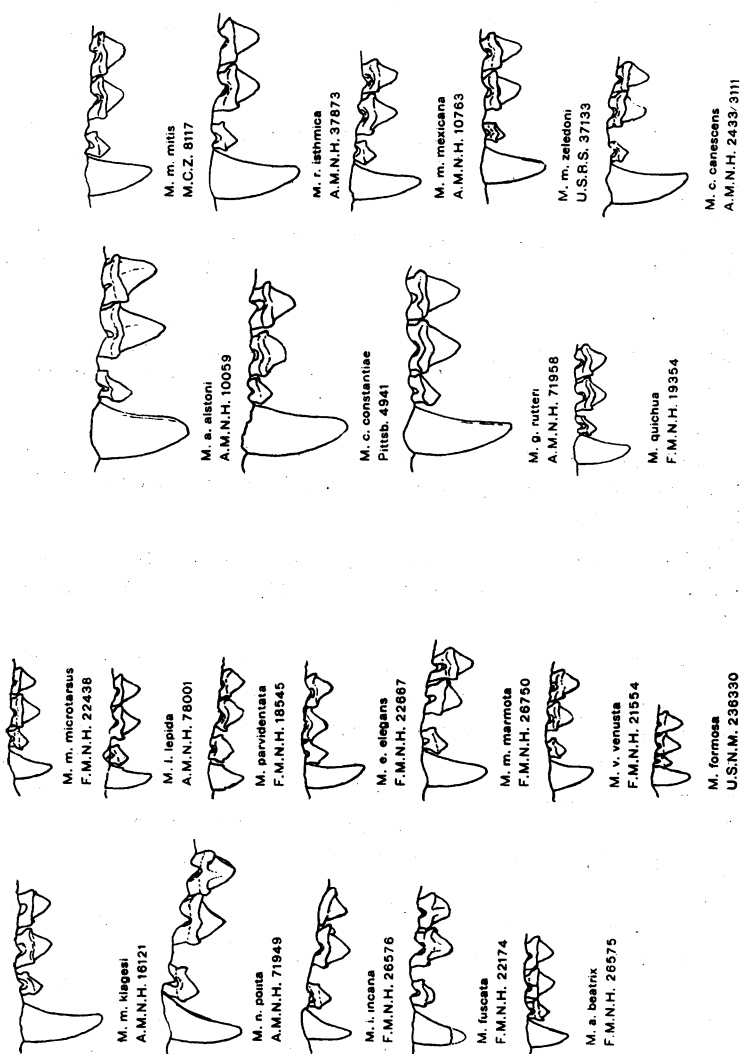 M. m. klagesi
A.M.N.H. 16121
M. n. polita
A.M.N.H. 71949
M. i. incana
F.M.N.H. 26576
M. fuscata
F.M.N.H. 22174
M. a. beatrix
F.M.N.H. 26575
M. m. microtarsus
F.M.N.H. 22438
M. l. lepida
A.M.N.H. 78001
M. parvidentata
F.M.N.H. 18545
M. e. elegans
F.M.N.H. 22667
M. m. marmota
F.M.N.H. 26750
M. v. venusta
F.M.N.H. 21554
M. formosa
U.S.N.M. 236330
M. a. alstoni
A.M.N.H. 10059
M. c. constantiae
Pittsb. 4941
M. g. rutteri
A.M.N.H. 71958
M. quichua
F.M.N.H. 19354
M. m. mitis
M.C.Z. 8117
M. r. isthmica
A.M.N.H. 37873
M. m. mexicana
A.M.N.H. 10763
M. m. zeledoni
U.S.R.S. 37133
M. c. canescens
A.M.N.H. 2433/3111